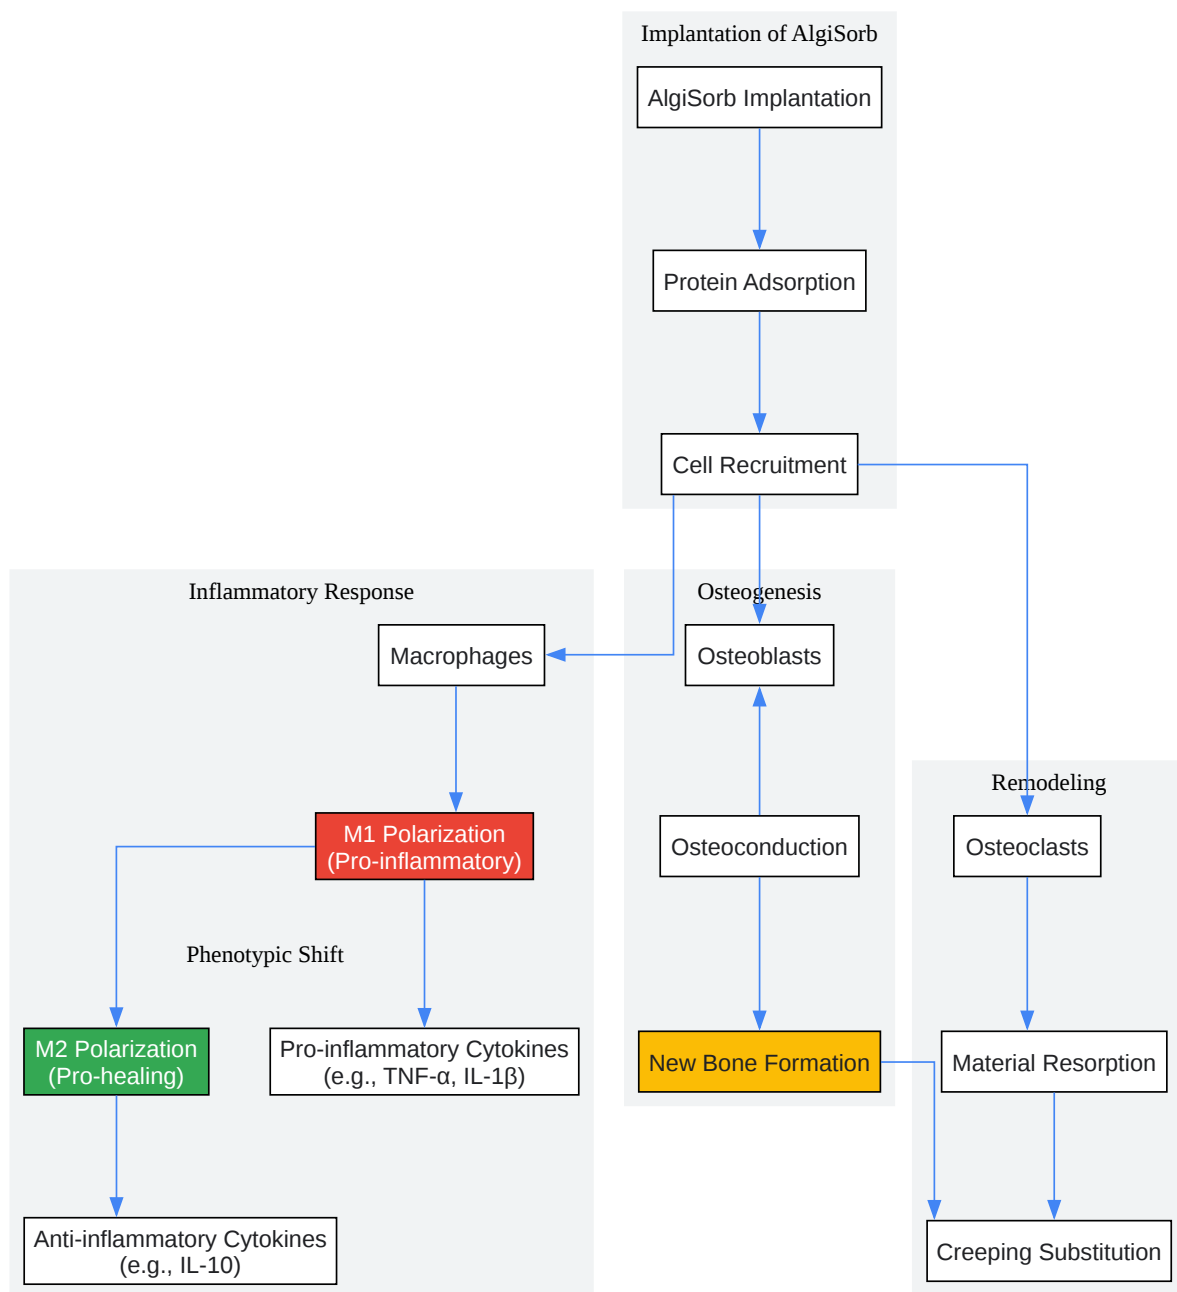 Implantation of AlgiSorb
AlgiSorb Implantation
Protein Adsorption
Cell Recruitment
Inflammatory Response
Macrophages
M1 Polarization
(Pro-inflammatory)
Phenotypic Shift
M2 Polarization
(Pro-healing)
Pro-inflammatory Cytokines
(e.g., TNF-α, IL-1β)
Anti-inflammatory Cytokines
(e.g., IL-10)
Osteogenesis
Osteoblasts
Osteoconduction
New Bone Formation
Remodeling
Osteoclasts
Material Resorption
Creeping Substitution